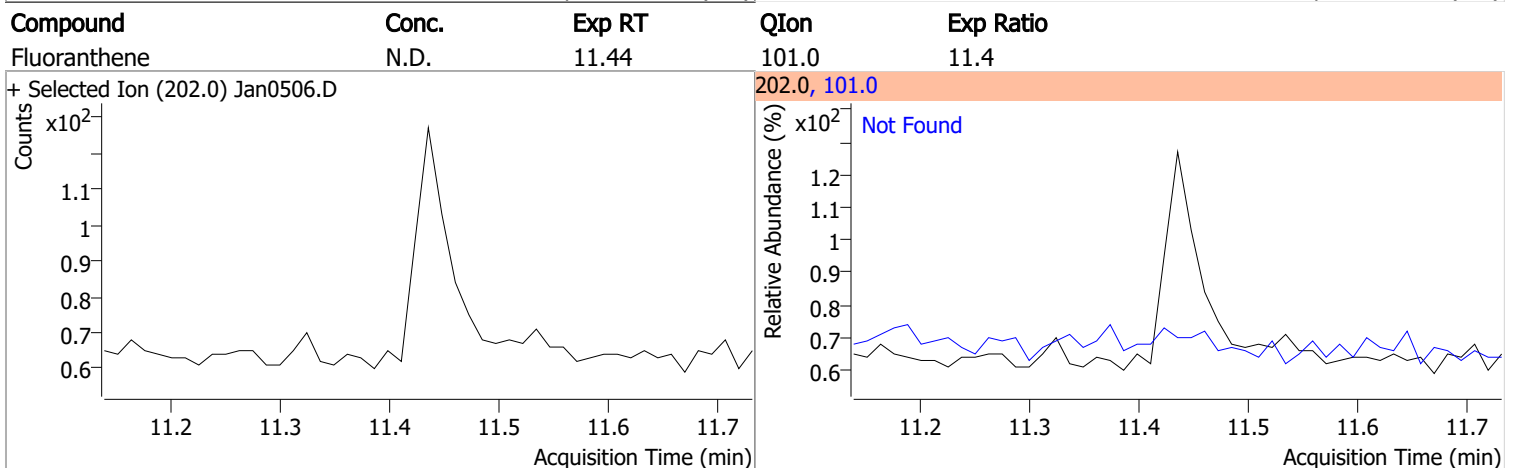 Compound Conc. Exp RT QIon Exp Ratio
Fluoranthene N.D. 11.44 101.0 11.4
+ Selected Ion (202.0) Jan0506.D
Counts
x10²
1.1
1
0.9
0.8
0.7
0.6
11.2 11.3 11.4 11.5 11.6 11.7
Acquisition Time (min)
202.0, 101.0
Relative Abundance (%)
x10²
Not Found
1.2
1.1
1
0.9
0.8
0.7
0.6
11.2 11.3 11.4 11.5 11.6 11.7
Acquisition Time (min)